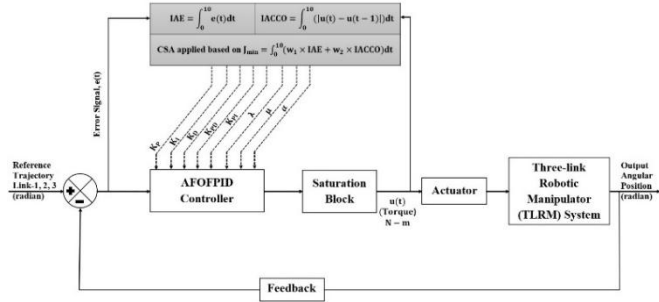 IAE = ∫₀¹⁰ e(t)dt
IACCO = ∫₀¹⁰ (|u(t) − u(t − 1)|)dt
CSA applied based on Jmin = ∫₀¹⁰(w₁ × IAE + w₂ × IACCO)dt
Error Signal, e(t)
K_P
K_I
K_D
K_PD
K_PI
λ
μ
α
Reference
Trajectory
Link-1, 2, 3
(radian)
+
−
AFOFPID
Controller
Saturation
Block
u(t)
(Torque)
N − m
Actuator
Three-link
Robotic
Manipulator
(TLRM) System
Output
Angular
Position
(radian)
Feedback